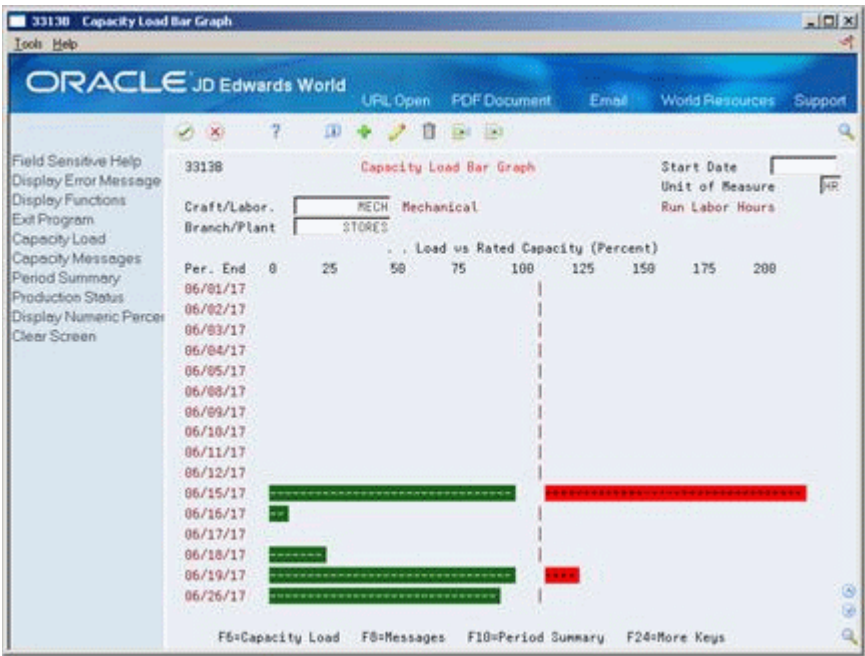 33138 Capacity Load Bar Graph
Tools Help
ORACLE JD Edwards World
URL Open PDF Document Email World Resources Support
Field Sensitive Help
Display Error Message
Display Functions
Exit Program
Capacity Load
Capacity Messages
Period Summary
Production Status
Display Numeric Percer
Clear Screen
33138 Capacity Load Bar Graph Start Date
Unit of Measure HR
Craft/Labor. MECH Mechanical Run Labor Hours
Branch/Plant STORES
. . Load vs Rated Capacity (Percent)
Per. End 0 25 50 75 100 125 150 175 200
06/01/17
06/02/17
06/03/17
06/04/17
06/05/17
06/08/17
06/09/17
06/10/17
06/11/17
06/12/17
06/15/17
06/16/17
06/17/17
06/18/17
06/19/17
06/26/17
F6=Capacity Load F8=Messages F10=Period Summary F24=More Keys